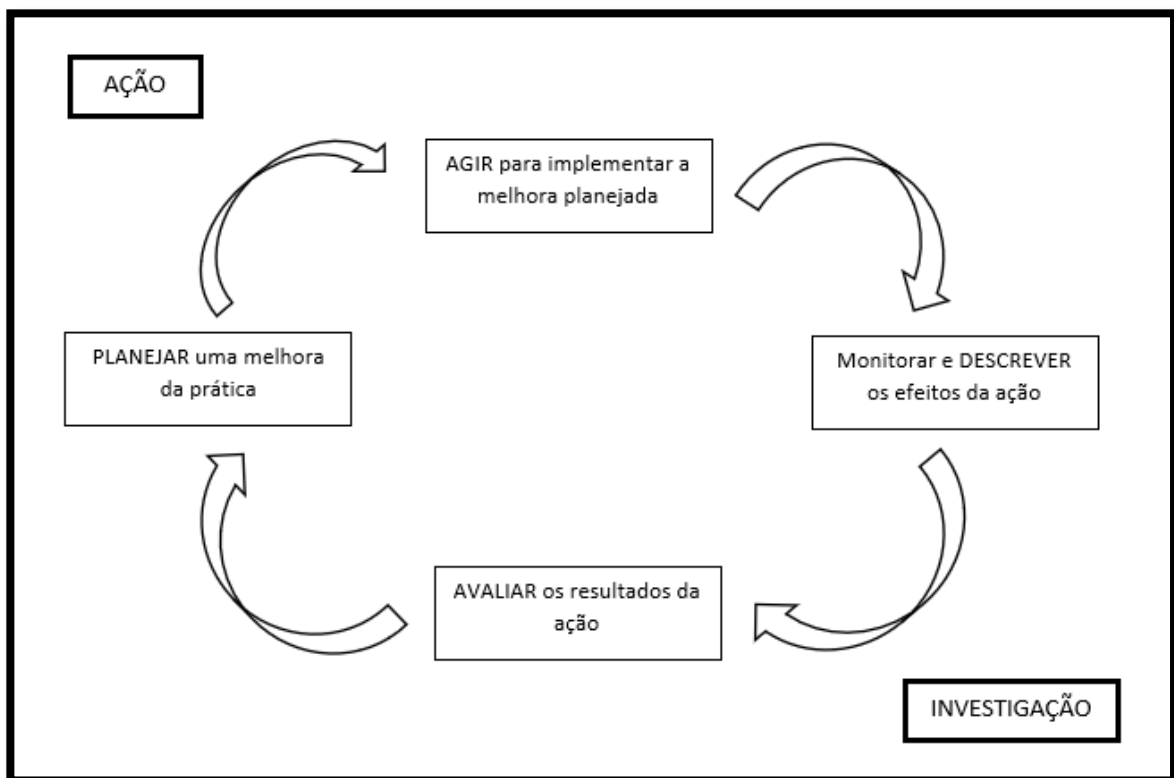 AÇÃO
AGIR para implementar a
melhora planejada
PLANEJAR uma melhora
da prática
Monitorar e DESCREVER
os efeitos da ação
AVALIAR os resultados da
ação
INVESTIGAÇÃO